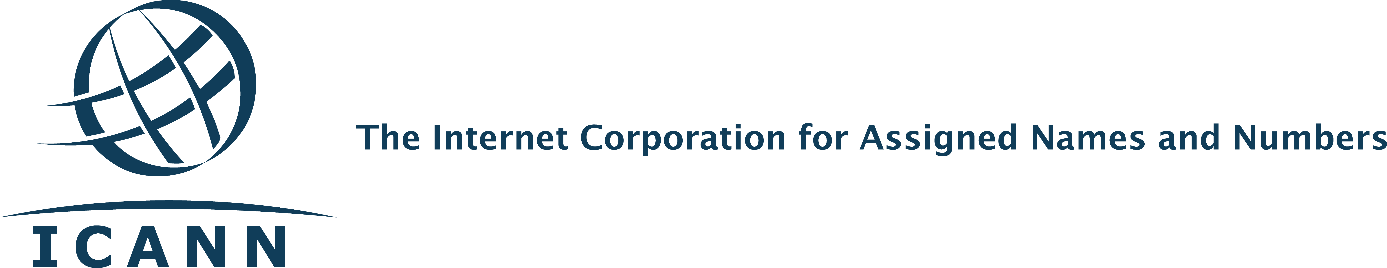 The Internet Corporation for Assigned Names and Numbers
ICANN